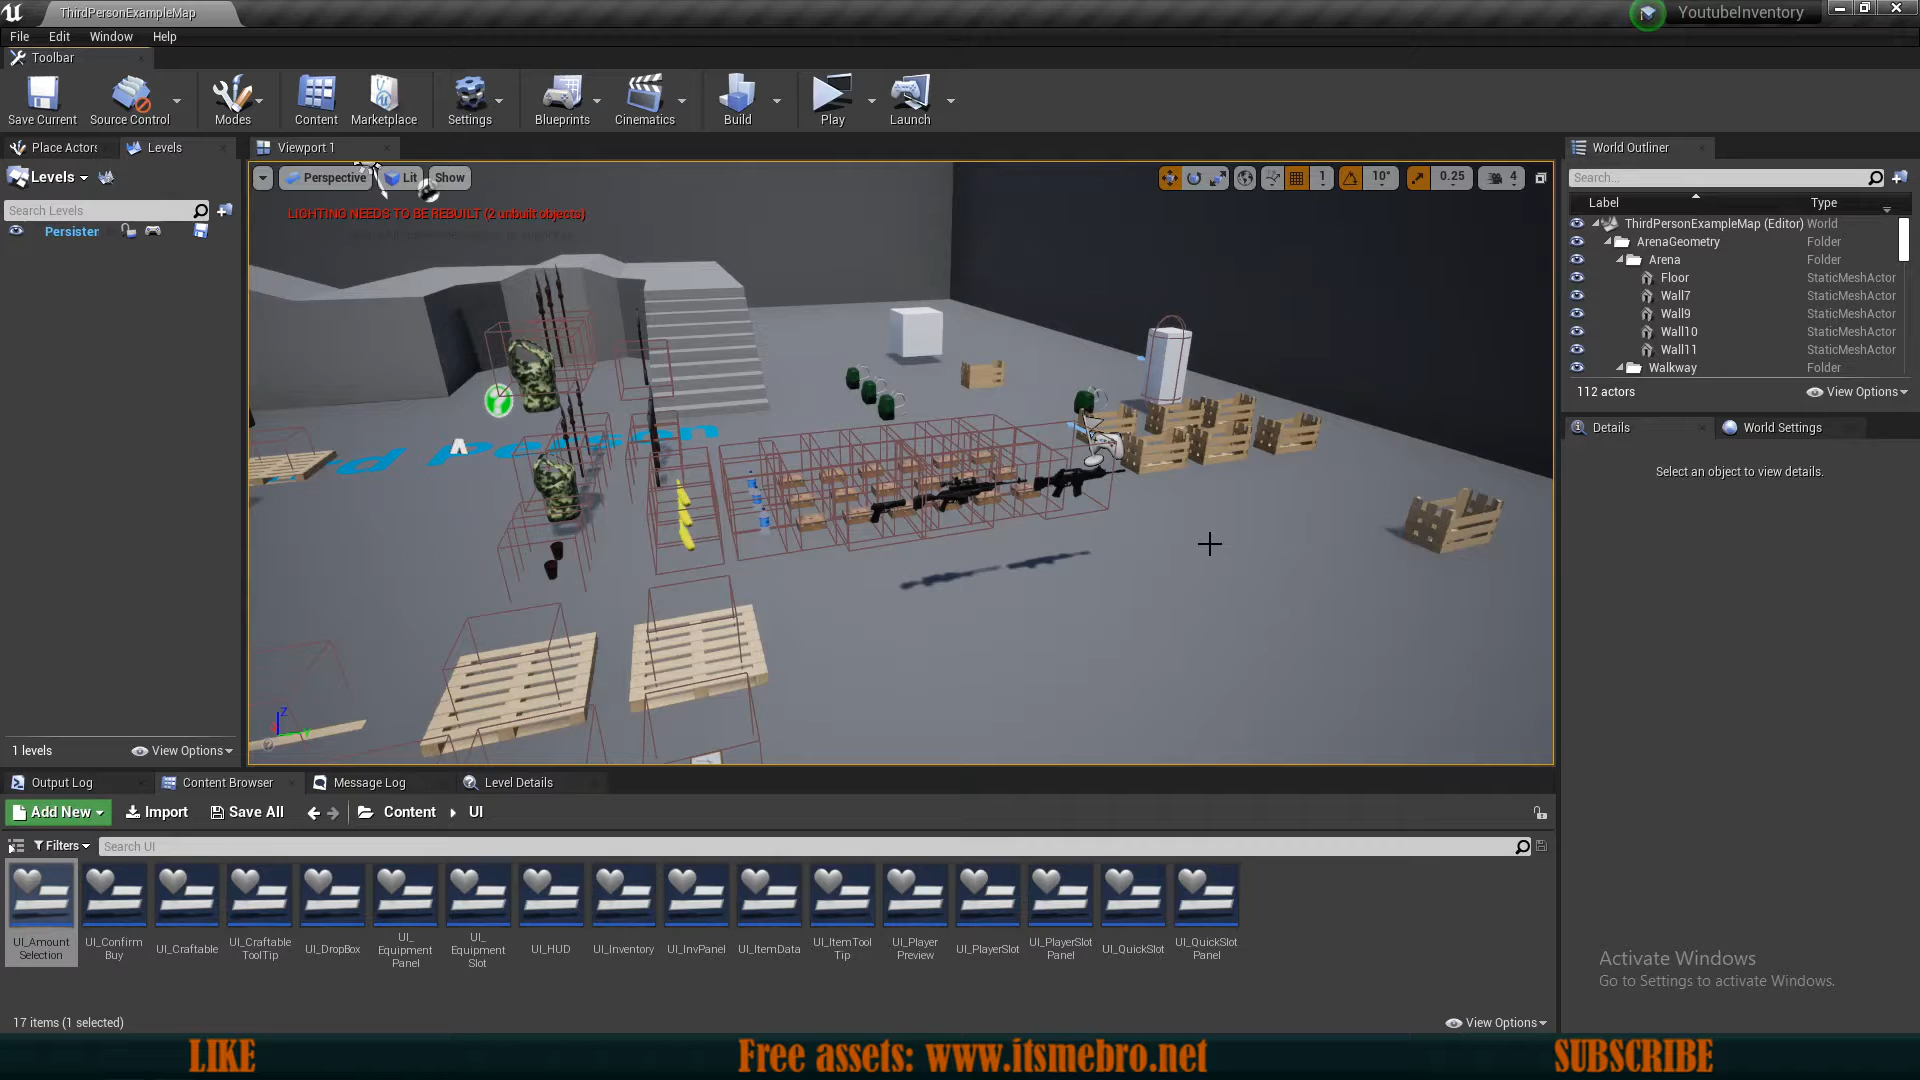 ThirdPersonExampleMap
YoutubeInventory
File Edit Window Help
Toolbar
Save Current Source Control Modes Content Marketplace Settings Blueprints Cinematics Build Play Launch
Place Actors Levels
Viewport 1
World Outliner
Levels
Perspective Lit Show
1 10° 0.25 4
Search...
Search Levels
LIGHTING NEEDS TO BE REBUILT (2 unbuilt objects)
Label Type
Persisten
ThirdPersonExampleMap (Editor) World
ArenaGeometry Folder
Arena Folder
Floor StaticMeshActor
Wall7 StaticMeshActor
Wall9 StaticMeshActor
Wall10 StaticMeshActor
Wall11 StaticMeshActor
Walkway Folder
112 actors View Options
Details World Settings
Select an object to view details.
rd Person
Z
Y
1 levels View Options
Output Log Content Browser Message Log Level Details
Add New Import Save All Content UI
Filters Search UI
UI_Amount Selection
UI_Confirm Buy
UI_Craftable
UI_Craftable ToolTip
UI_DropBox
UI_ Equipment Panel
UI_ Equipment Slot
UI_HUD
UI_Inventory
UI_InvPanel
UI_ItemData
UI_ItemTool Tip
UI_Player Preview
UI_PlayerSlot
UI_PlayerSlot Panel
UI_QuickSlot
UI_QuickSlot Panel
Activate Windows
Go to Settings to activate Windows.
17 items (1 selected) View Options
LIKE Free assets: www.itsmebro.net SUBSCRIBE